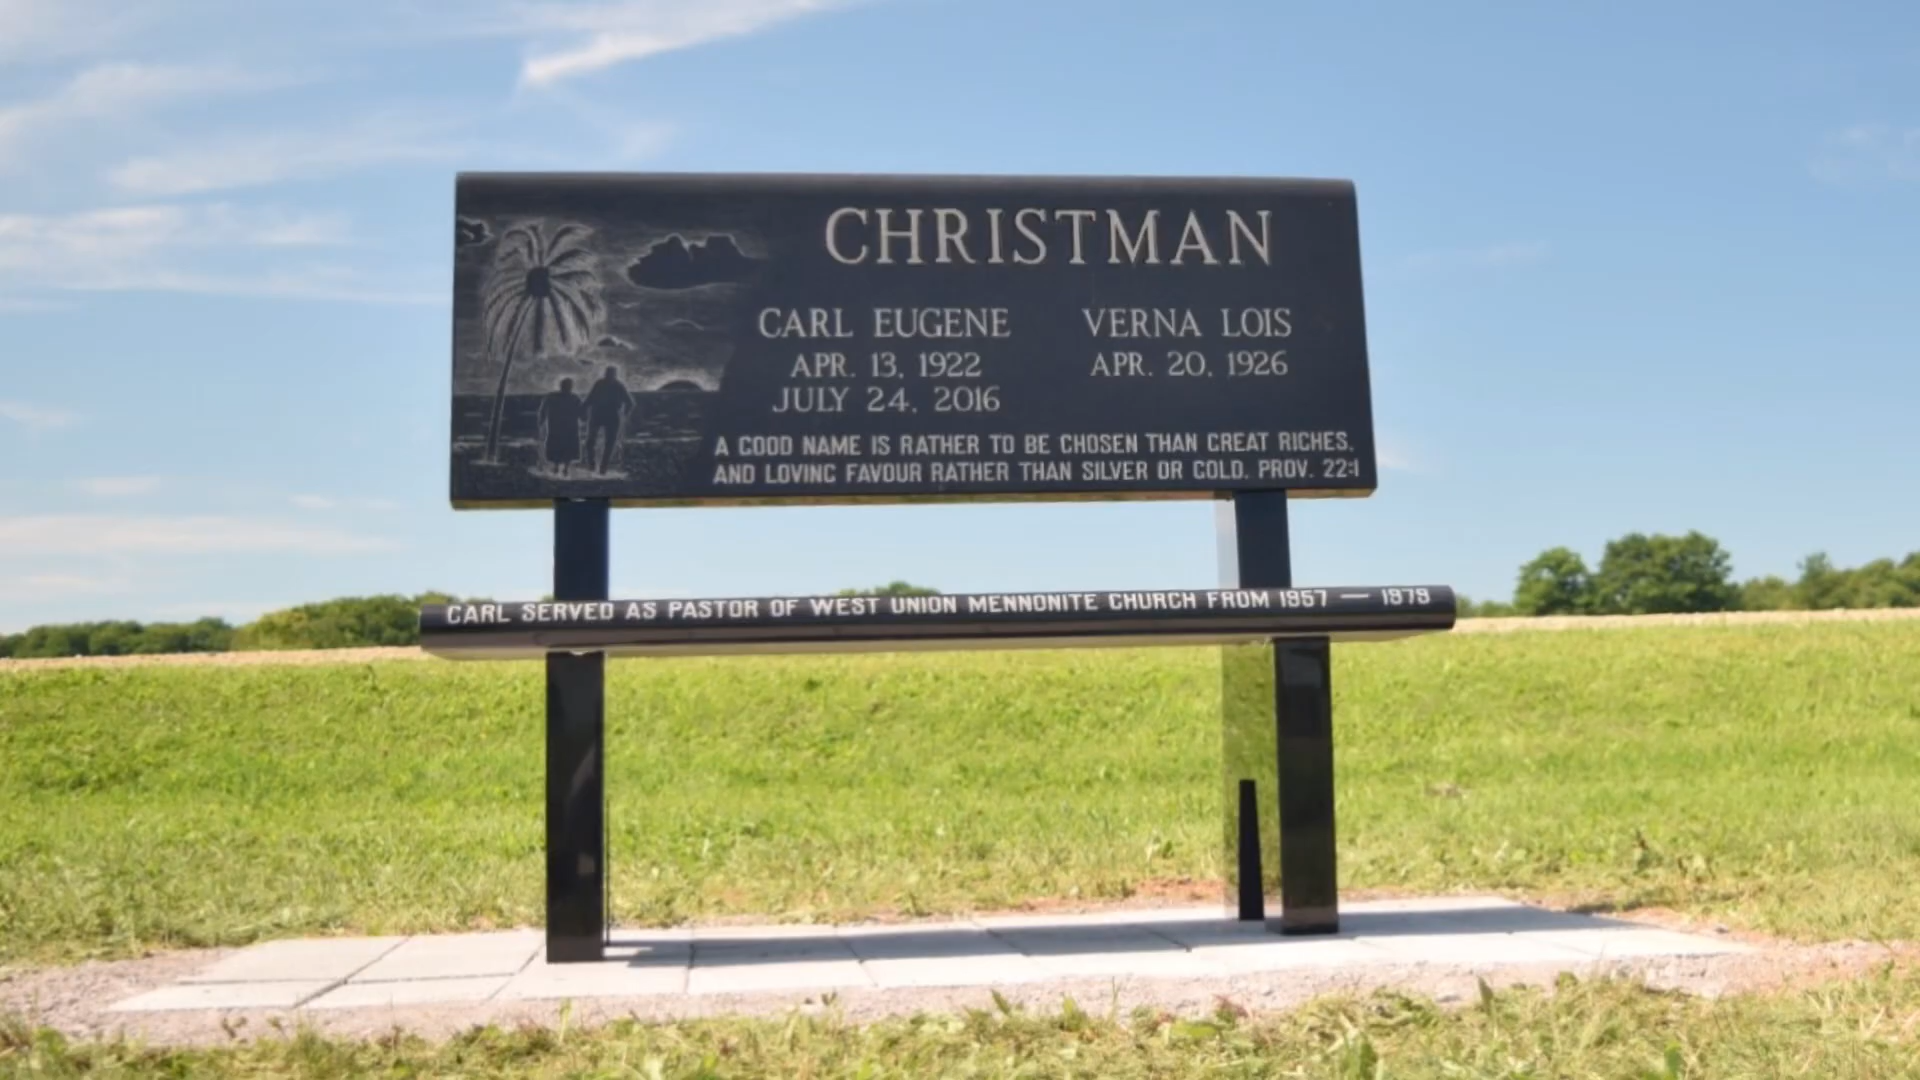 CHRISTMAN
CARL EUGENE
APR. 13, 1922
JULY 24, 2016
VERNA LOIS
APR. 20, 1926
A GOOD NAME IS RATHER TO BE CHOSEN THAN GREAT RICHES,
AND LOVING FAVOUR RATHER THAN SILVER OR GOLD. PROV. 22:1
CARL SERVED AS PASTOR OF WEST UNION MENNONITE CHURCH FROM 1957 — 1979